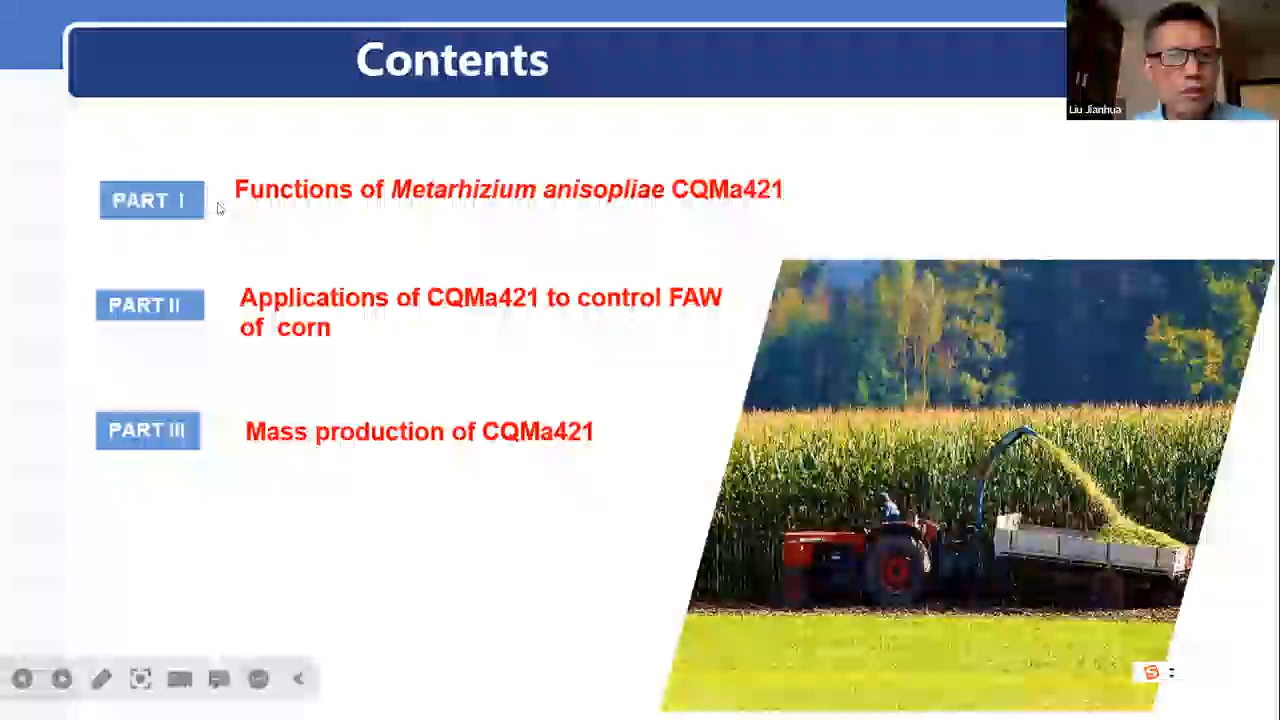 Contents
Liu Jianhua
PART I
Functions of Metarhizium anisopliae CQMa421
PART II
Applications of CQMa421 to control FAW
of corn
PART III
Mass production of CQMa421